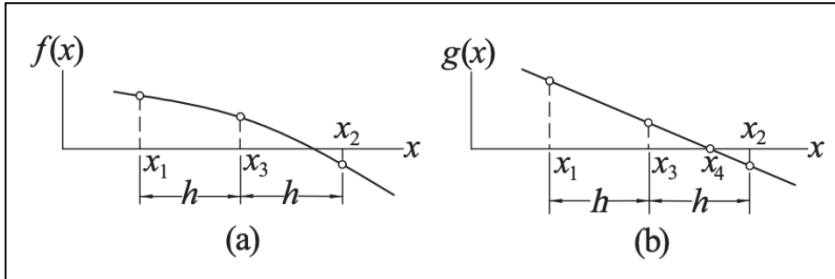 f(x)
x₁
x₃
x₂
x
h
h
(a)
g(x)
x₁
x₃
x₄
x₂
x
h
h
(b)